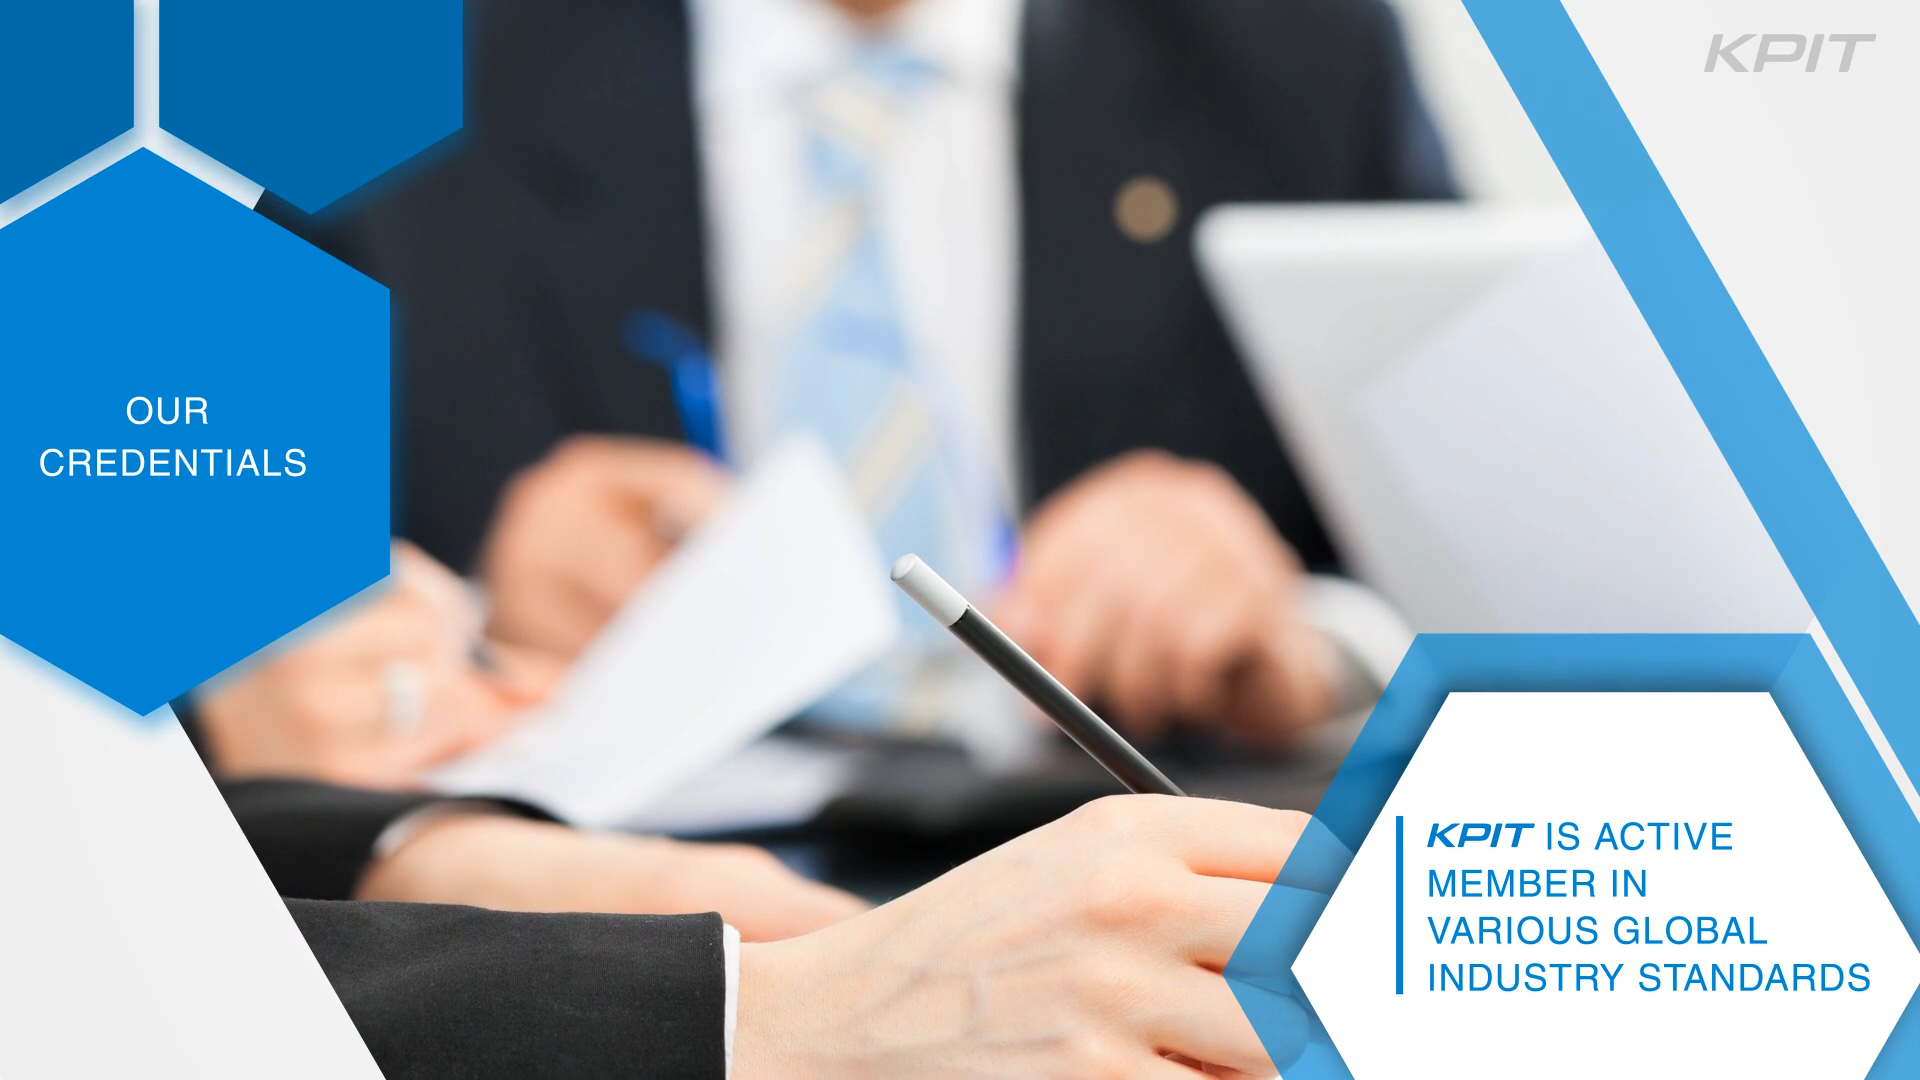 KPIT
OUR
CREDENTIALS
KPIT IS ACTIVE
MEMBER IN
VARIOUS GLOBAL
INDUSTRY STANDARDS